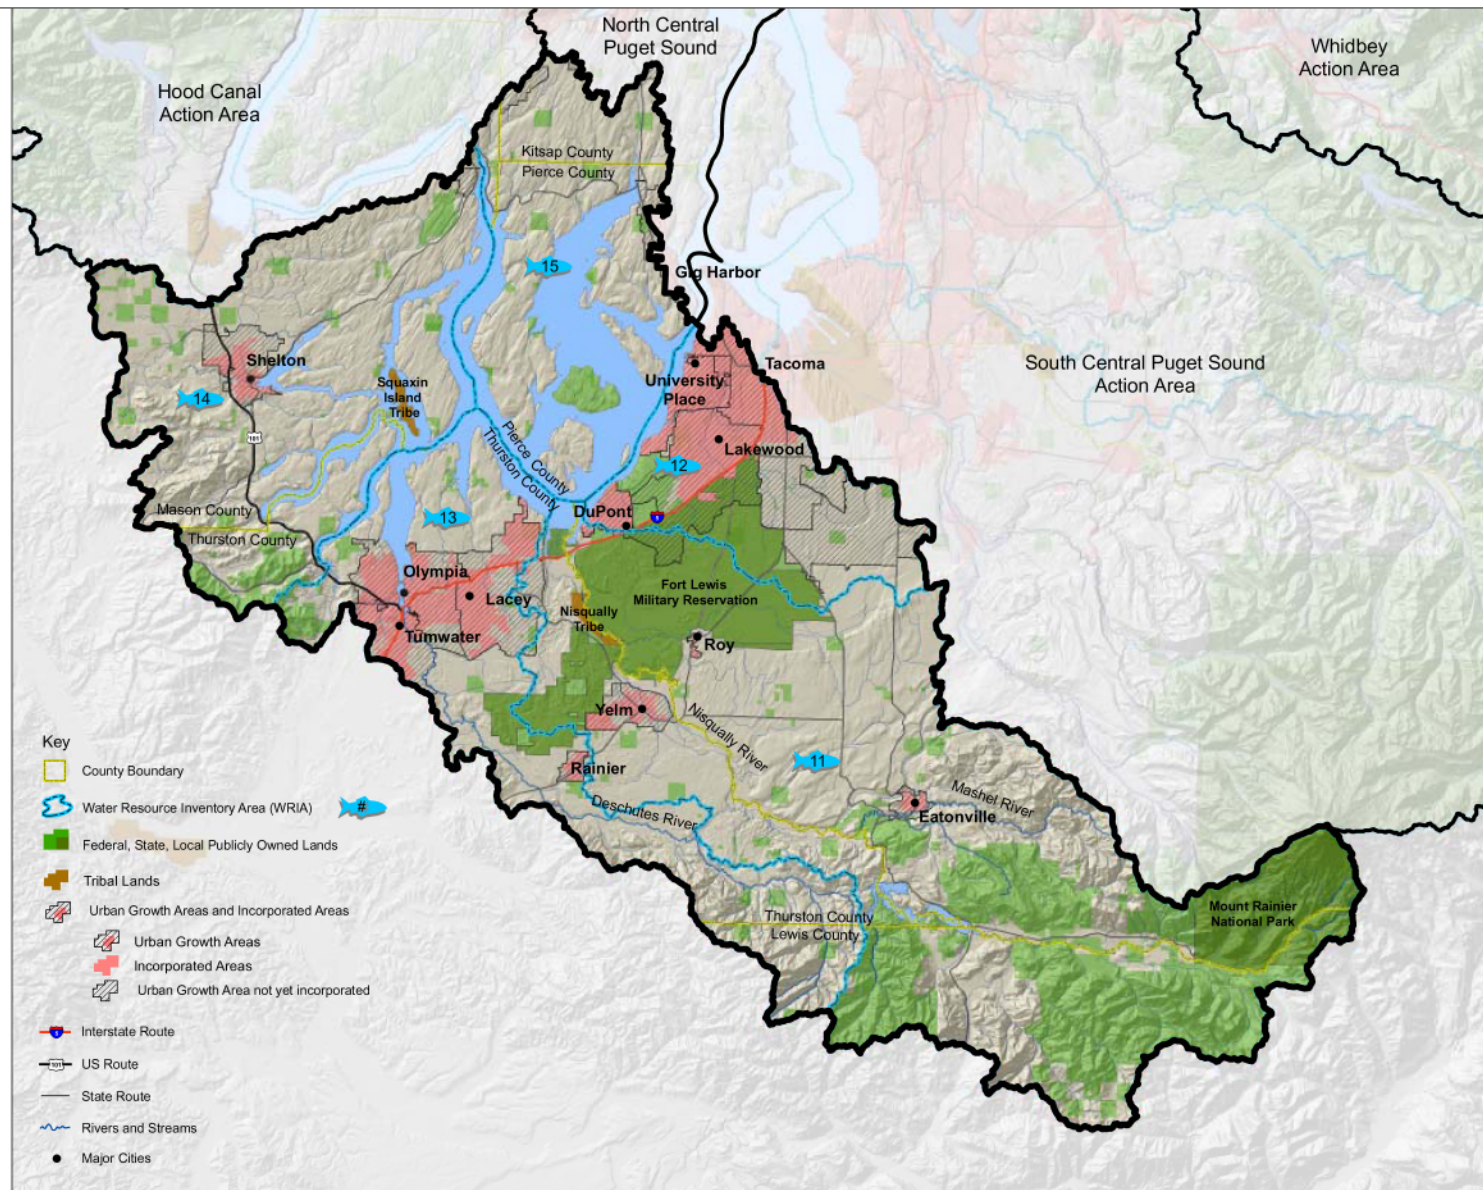 North Central
Puget Sound
Whidbey
Action Area
Hood Canal
Action Area
Kitsap County
Pierce County
15
Gig Harbor
Shelton
Tacoma
South Central Puget Sound
Action Area
University
Place
Squaxin
Island
Tribe
14
101
Pierce County
Thurston County
Lakewood
12
Mason County
Thurston County
13
DuPont
5
Olympia
Lacey
Fort Lewis
Military Reservation
Nisqually
Tribe
Tumwater
Roy
Yelm
Nisqually River
11
Rainier
Deschutes River
Mashel River
Eatonville
Thurston County
Lewis County
Mount Rainier
National Park
Key
County Boundary
Water Resource Inventory Area (WRIA)
#
Federal, State, Local Publicly Owned Lands
Tribal Lands
Urban Growth Areas and Incorporated Areas
Urban Growth Areas
Incorporated Areas
Urban Growth Area not yet incorporated
5
Interstate Route
101
US Route
State Route
Rivers and Streams
Major Cities